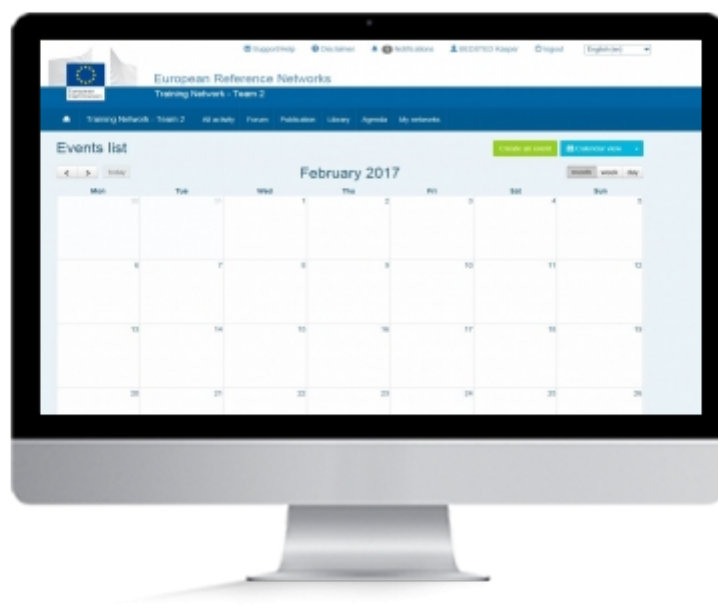 Support/Help Disclaimer Notifications Keeper logout English (en)
European
Commission
European Reference Networks
Training Network - Team 2
Training Network - Team 2 All activity Forum Publication Library Agenda My networks
Events list
Create an event Calendar view
< > today February 2017 month week day
Mon Tue Wed Thu Fri Sat Sun
1 2 3 4 5
6 7 8 9 10 11 12
13 14 15 16 17 18 19
20 21 22 23 24 25 26